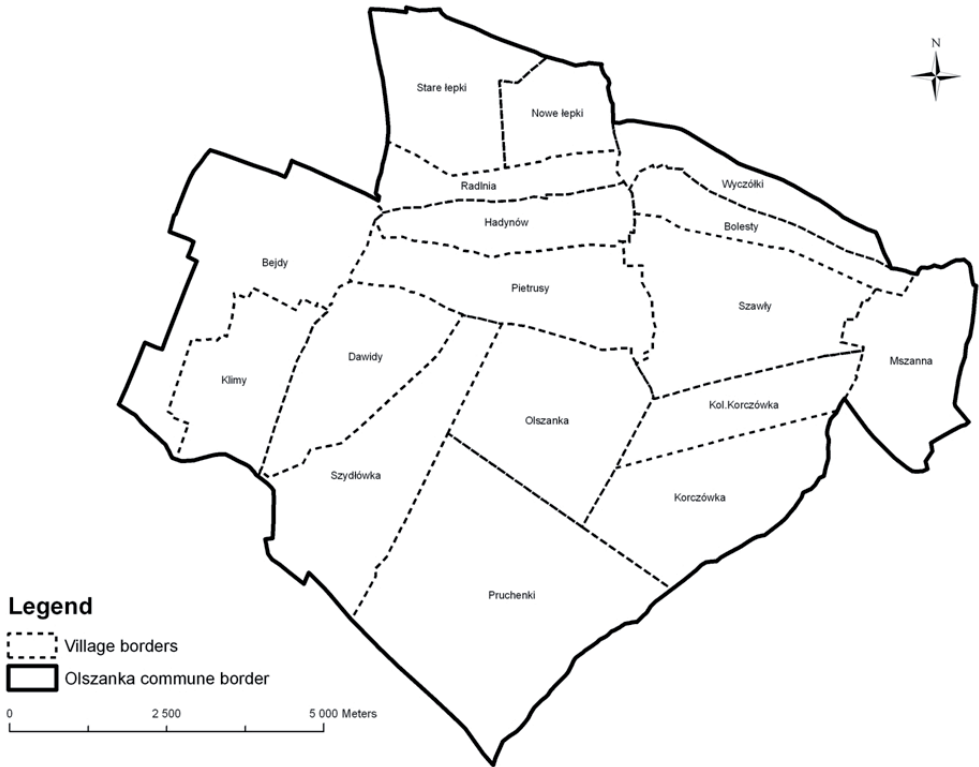 N
Stare łepki
Nowe łepki
Radlnia
Wyczółki
Hadynów
Bolesty
Bejdy
Pietrusy
Szawły
Dawidy
Mszanna
Klimy
Kol.Korczówka
Olszanka
Szydłówka
Korczówka
Pruchenki
Legend
Village borders
Olszanka commune border
0 2 500 5 000 Meters